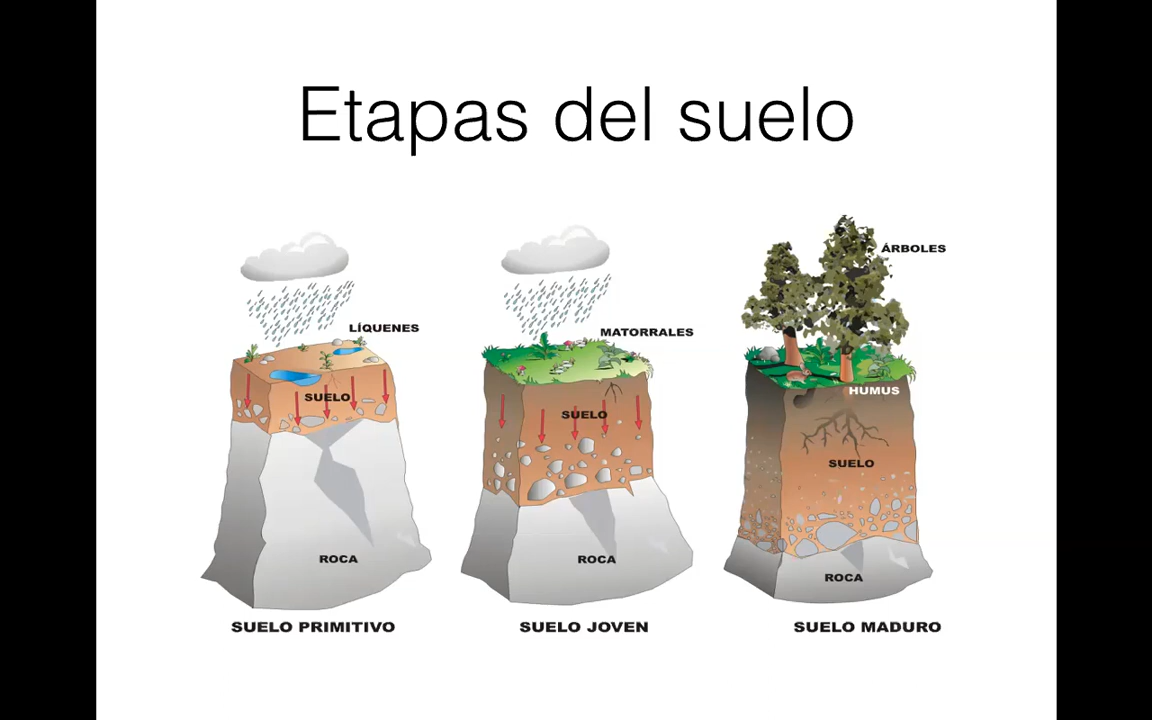 Etapas del suelo
LÍQUENES
SUELO
ROCA
SUELO PRIMITIVO
MATORRALES
SUELO
ROCA
SUELO JOVEN
ÁRBOLES
HUMUS
SUELO
ROCA
SUELO MADURO